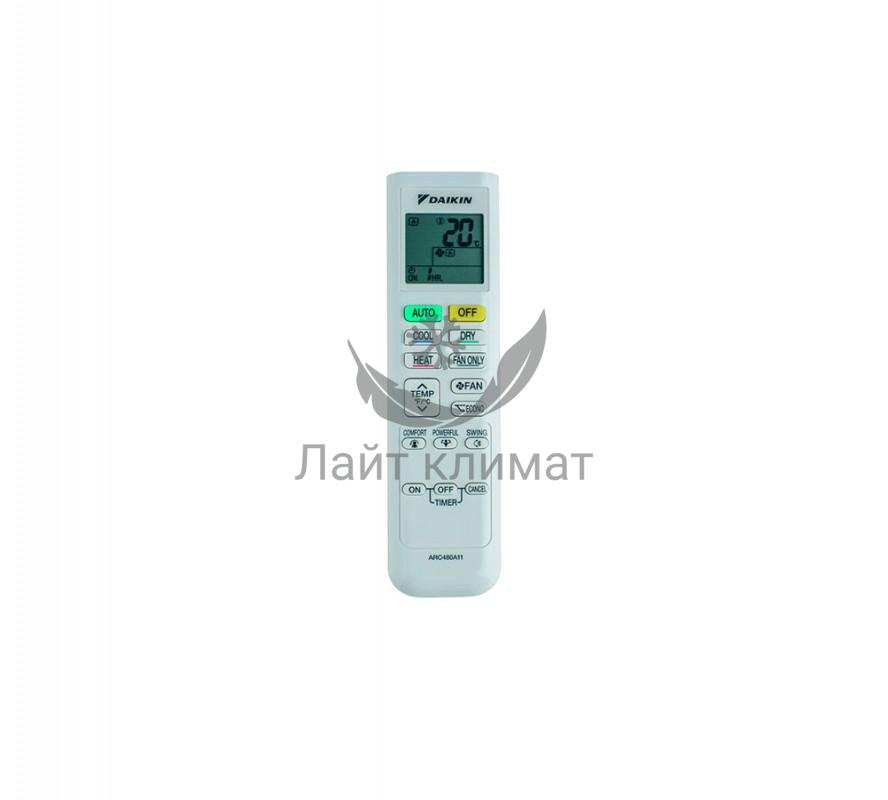 DAIKIN
20 °C
ON #HRL
AUTO OFF
COOL DRY
HEAT FAN ONLY
TEMP FAN
°F/°C
ECONO
COMFORT POWERFUL SWING
Лайт климат
ON OFF CANCEL
TIMER
ARC480A11